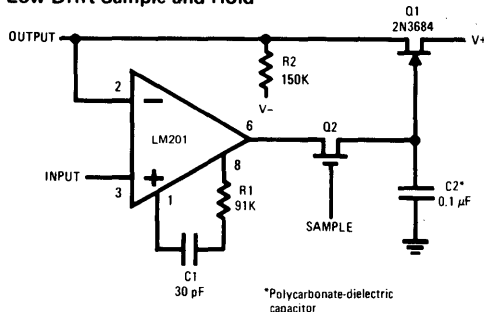 Low Drift Sample and Hold
Q1
2N3684
OUTPUT
V+
R2
150K
V–
2
–
LM201
6
Q2
8
INPUT
+
3
1
R1
91K
C2*
0.1 µF
SAMPLE
C1
30 pF
*Polycarbonate-dielectric
capacitor